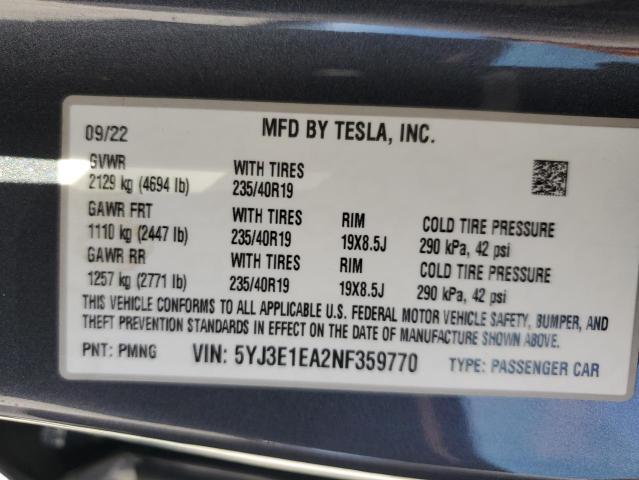 09/22 MFD BY TESLA, INC.
GVWR WITH TIRES
2129 kg (4694 lb) 235/40R19
GAWR FRT WITH TIRES RIM COLD TIRE PRESSURE
1110 kg (2447 lb) 235/40R19 19X8.5J 290 kPa, 42 psi
GAWR RR WITH TIRES RIM COLD TIRE PRESSURE
1257 kg (2771 lb) 235/40R19 19X8.5J 290 kPa, 42 psi
THIS VEHICLE CONFORMS TO ALL APPLICABLE U.S. FEDERAL MOTOR VEHICLE SAFETY, BUMPER, AND
THEFT PREVENTION STANDARDS IN EFFECT ON THE DATE OF MANUFACTURE SHOWN ABOVE.
PNT: PMNG VIN: 5YJ3E1EA2NF359770 TYPE: PASSENGER CAR